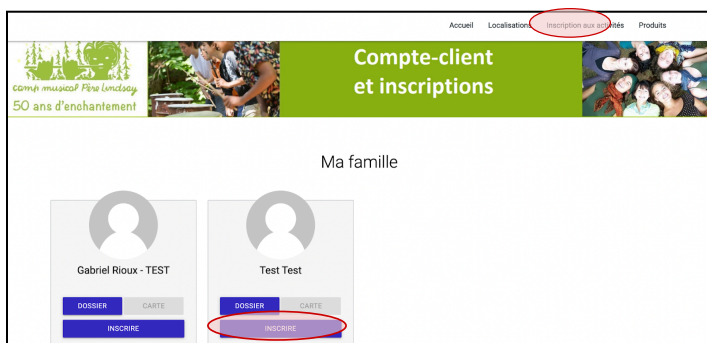 Accueil Localisations Inscription aux activités Produits
camp musical Père Lindsay
50 ans d'enchantement
Compte-client
et inscriptions
Ma famille
Gabriel Rioux - TEST
DOSSIER CARTE
INSCRIRE
Test Test
DOSSIER CARTE
INSCRIRE